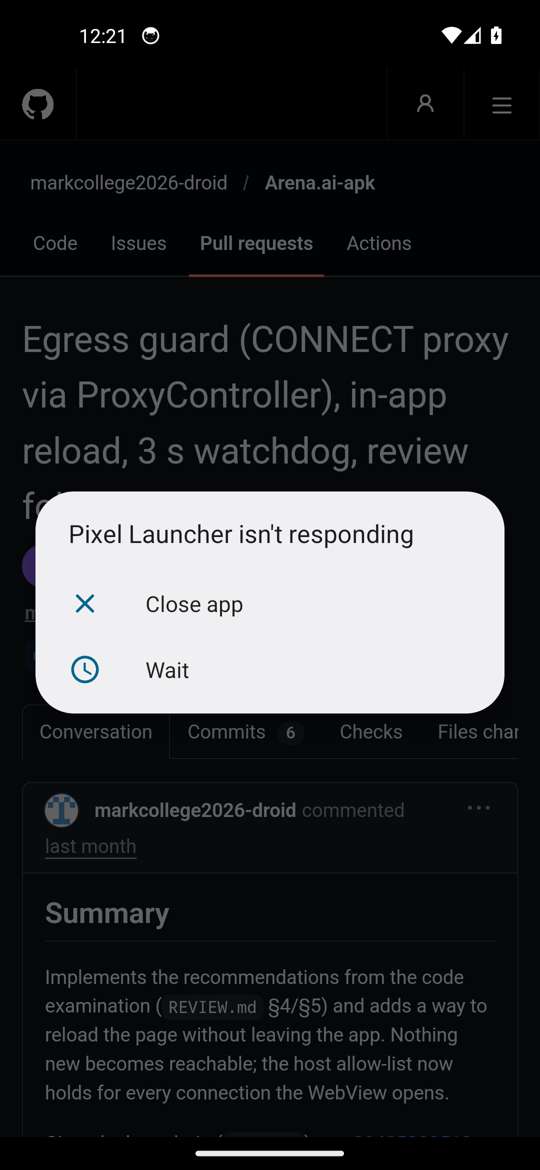 12:21
markcollege2026-droid / Arena.ai-apk
Code Issues Pull requests Actions
Egress guard (CONNECT proxy
via ProxyController), in-app
reload, 3 s watchdog, review
Pixel Launcher isn't responding
Close app
Wait
Conversation Commits 6 Checks Files chan
markcollege2026-droid commented
last month
Summary
Implements the recommendations from the code
examination ( REVIEW.md §4/§5) and adds a way to
reload the page without leaving the app. Nothing
new becomes reachable; the host allow-list now
holds for every connection the WebView opens.